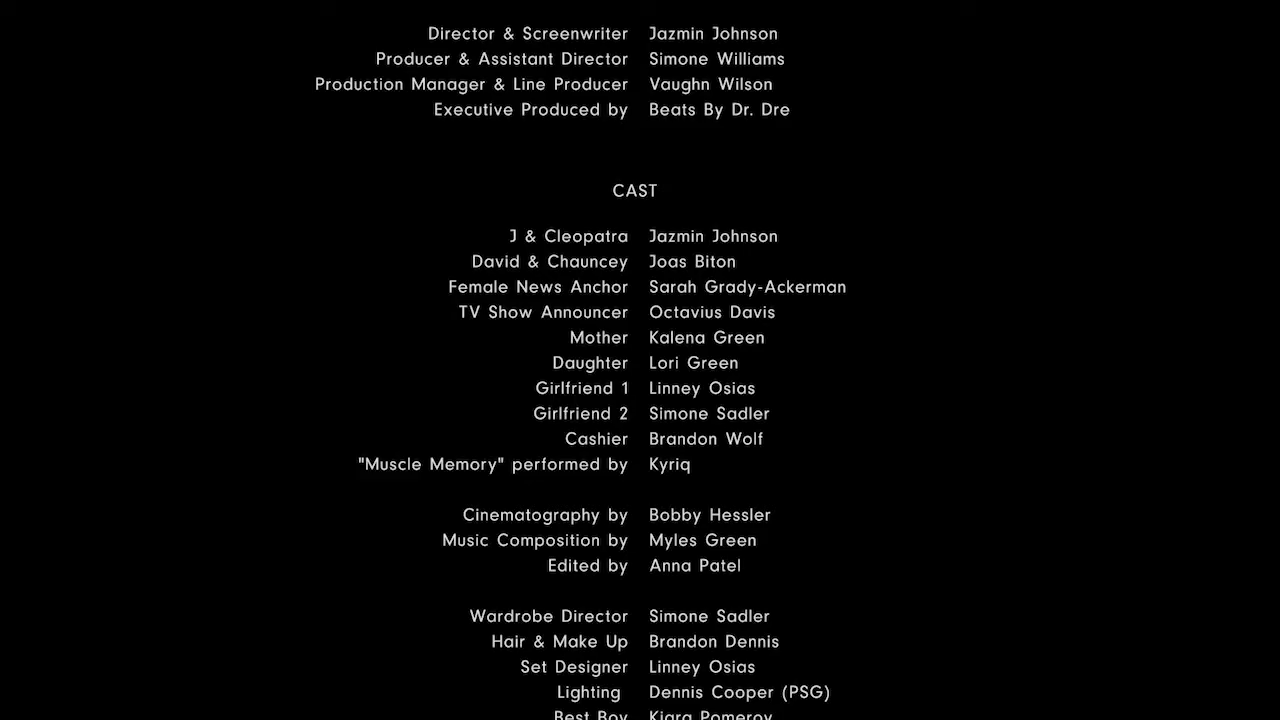 Director & Screenwriter Jazmin Johnson
Producer & Assistant Director Simone Williams
Production Manager & Line Producer Vaughn Wilson
Executive Produced by Beats By Dr. Dre
CAST
J & Cleopatra Jazmin Johnson
David & Chauncey Joas Biton
Female News Anchor Sarah Grady-Ackerman
TV Show Announcer Octavius Davis
Mother Kalena Green
Daughter Lori Green
Girlfriend 1 Linney Osias
Girlfriend 2 Simone Sadler
Cashier Brandon Wolf
"Muscle Memory" performed by Kyriq
Cinematography by Bobby Hessler
Music Composition by Myles Green
Edited by Anna Patel
Wardrobe Director Simone Sadler
Hair & Make Up Brandon Dennis
Set Designer Linney Osias
Lighting Dennis Cooper (PSG)
Best Boy Kiara Pomeroy